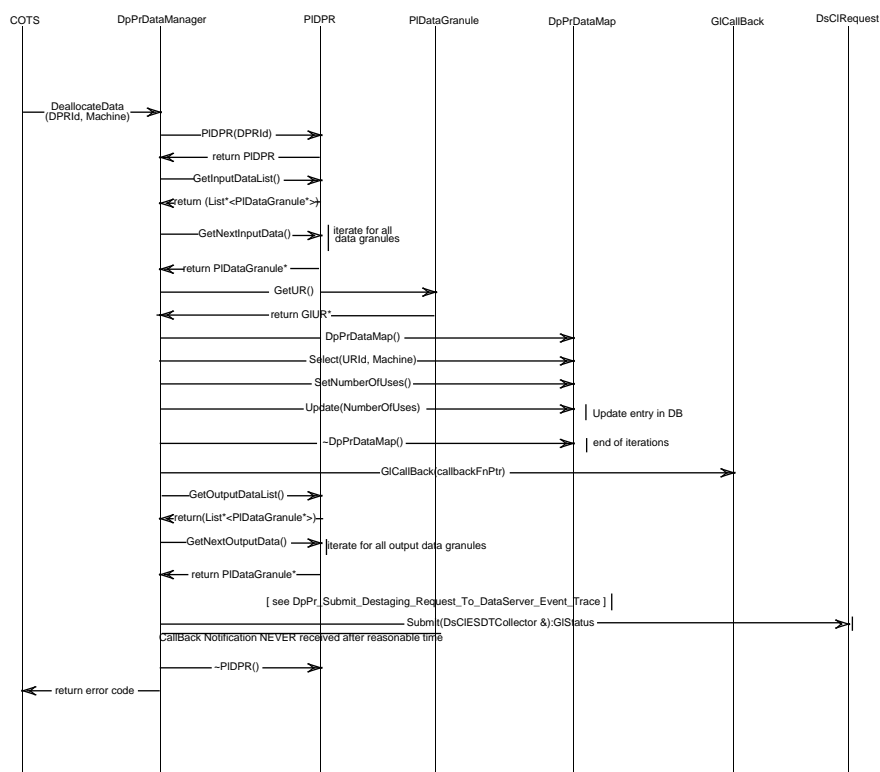 COTS DpPrDataManager PlDPR PlDataGranule DpPrDataMap GlCallBack DsClRequest
DeallocateData
(DPRId, Machine)
PlDPR(DPRId)
return PlDPR
GetInputDataList()
return (List*<PlDataGranule*>)
GetNextInputData() iterate for all
data granules
return PlDataGranule*
GetUR()
return GlUR*
DpPrDataMap()
Select(URId, Machine)
SetNumberOfUses()
Update(NumberOfUses) Update entry in DB
~DpPrDataMap() end of iterations
GlCallBack(callbackFnPtr)
GetOutputDataList()
return(List*<PlDataGranule*>)
GetNextOutputData() iterate for all output data granules
return PlDataGranule*
[ see DpPr_Submit_Destaging_Request_To_DataServer_Event_Trace ]
Submit(DsClESDTCollector &):GlStatus
CallBack Notification NEVER received after reasonable time
~PlDPR()
return error code